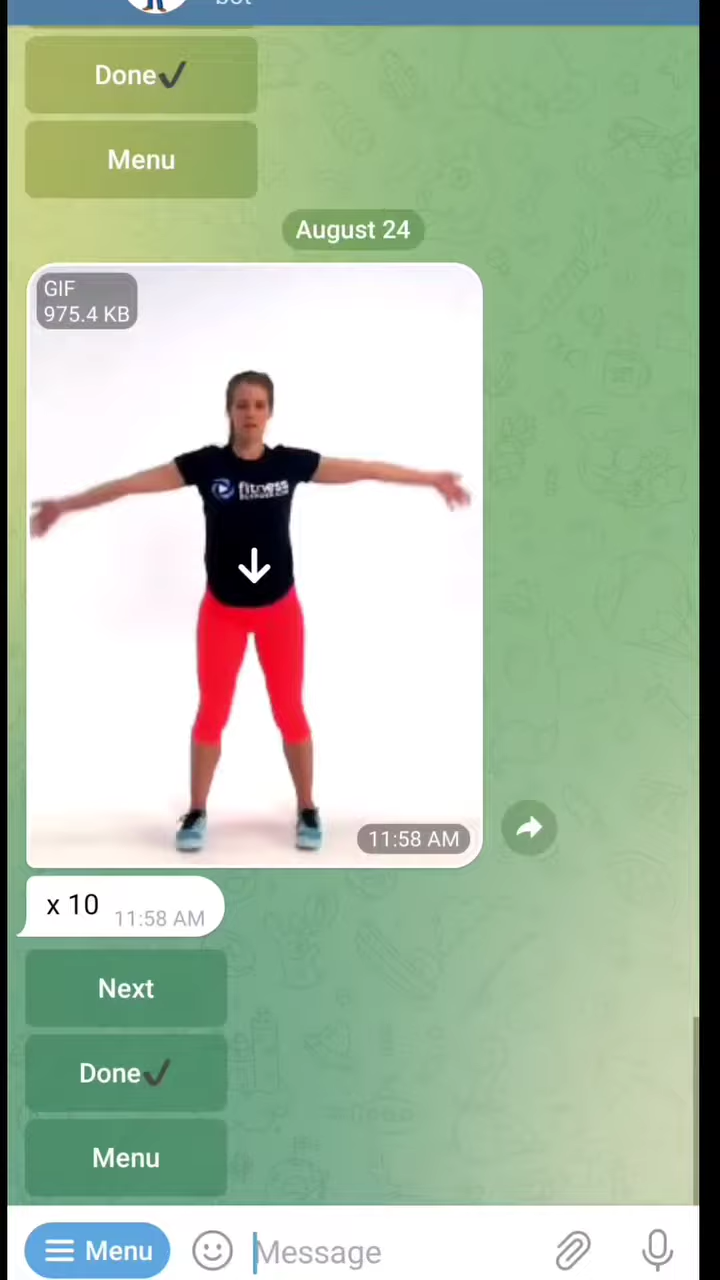 bot
Done✔
Menu
August 24
GIF
975.4 KB
fitness
11:58 AM
x 10
11:58 AM
Next
Done✔
Menu
Menu
Message